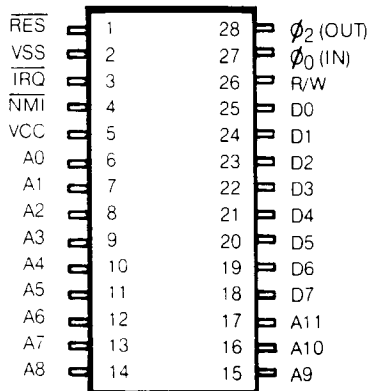 RES 1 28 ϕ2 (OUT)
VSS 2 27 ϕ0 (IN)
IRQ 3 26 R/W
NMI 4 25 D0
VCC 5 24 D1
A0 6 23 D2
A1 7 22 D3
A2 8 21 D4
A3 9 20 D5
A4 10 19 D6
A5 11 18 D7
A6 12 17 A11
A7 13 16 A10
A8 14 15 A9